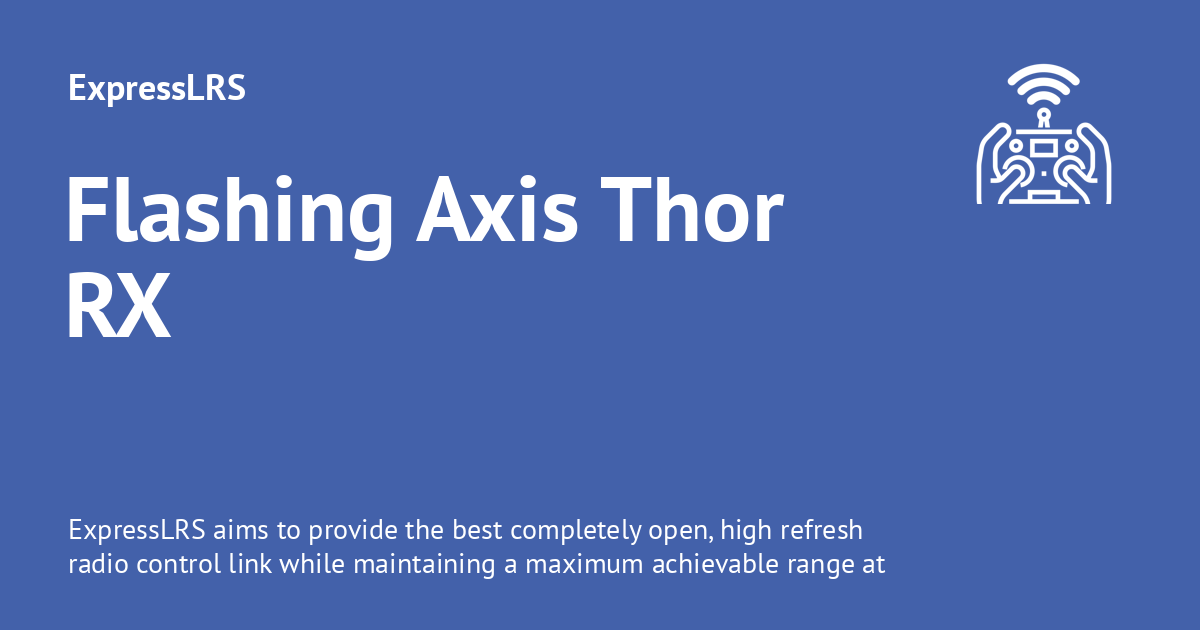 ExpressLRS
Flashing Axis Thor
RX
ExpressLRS aims to provide the best completely open, high refresh
radio control link while maintaining a maximum achievable range at